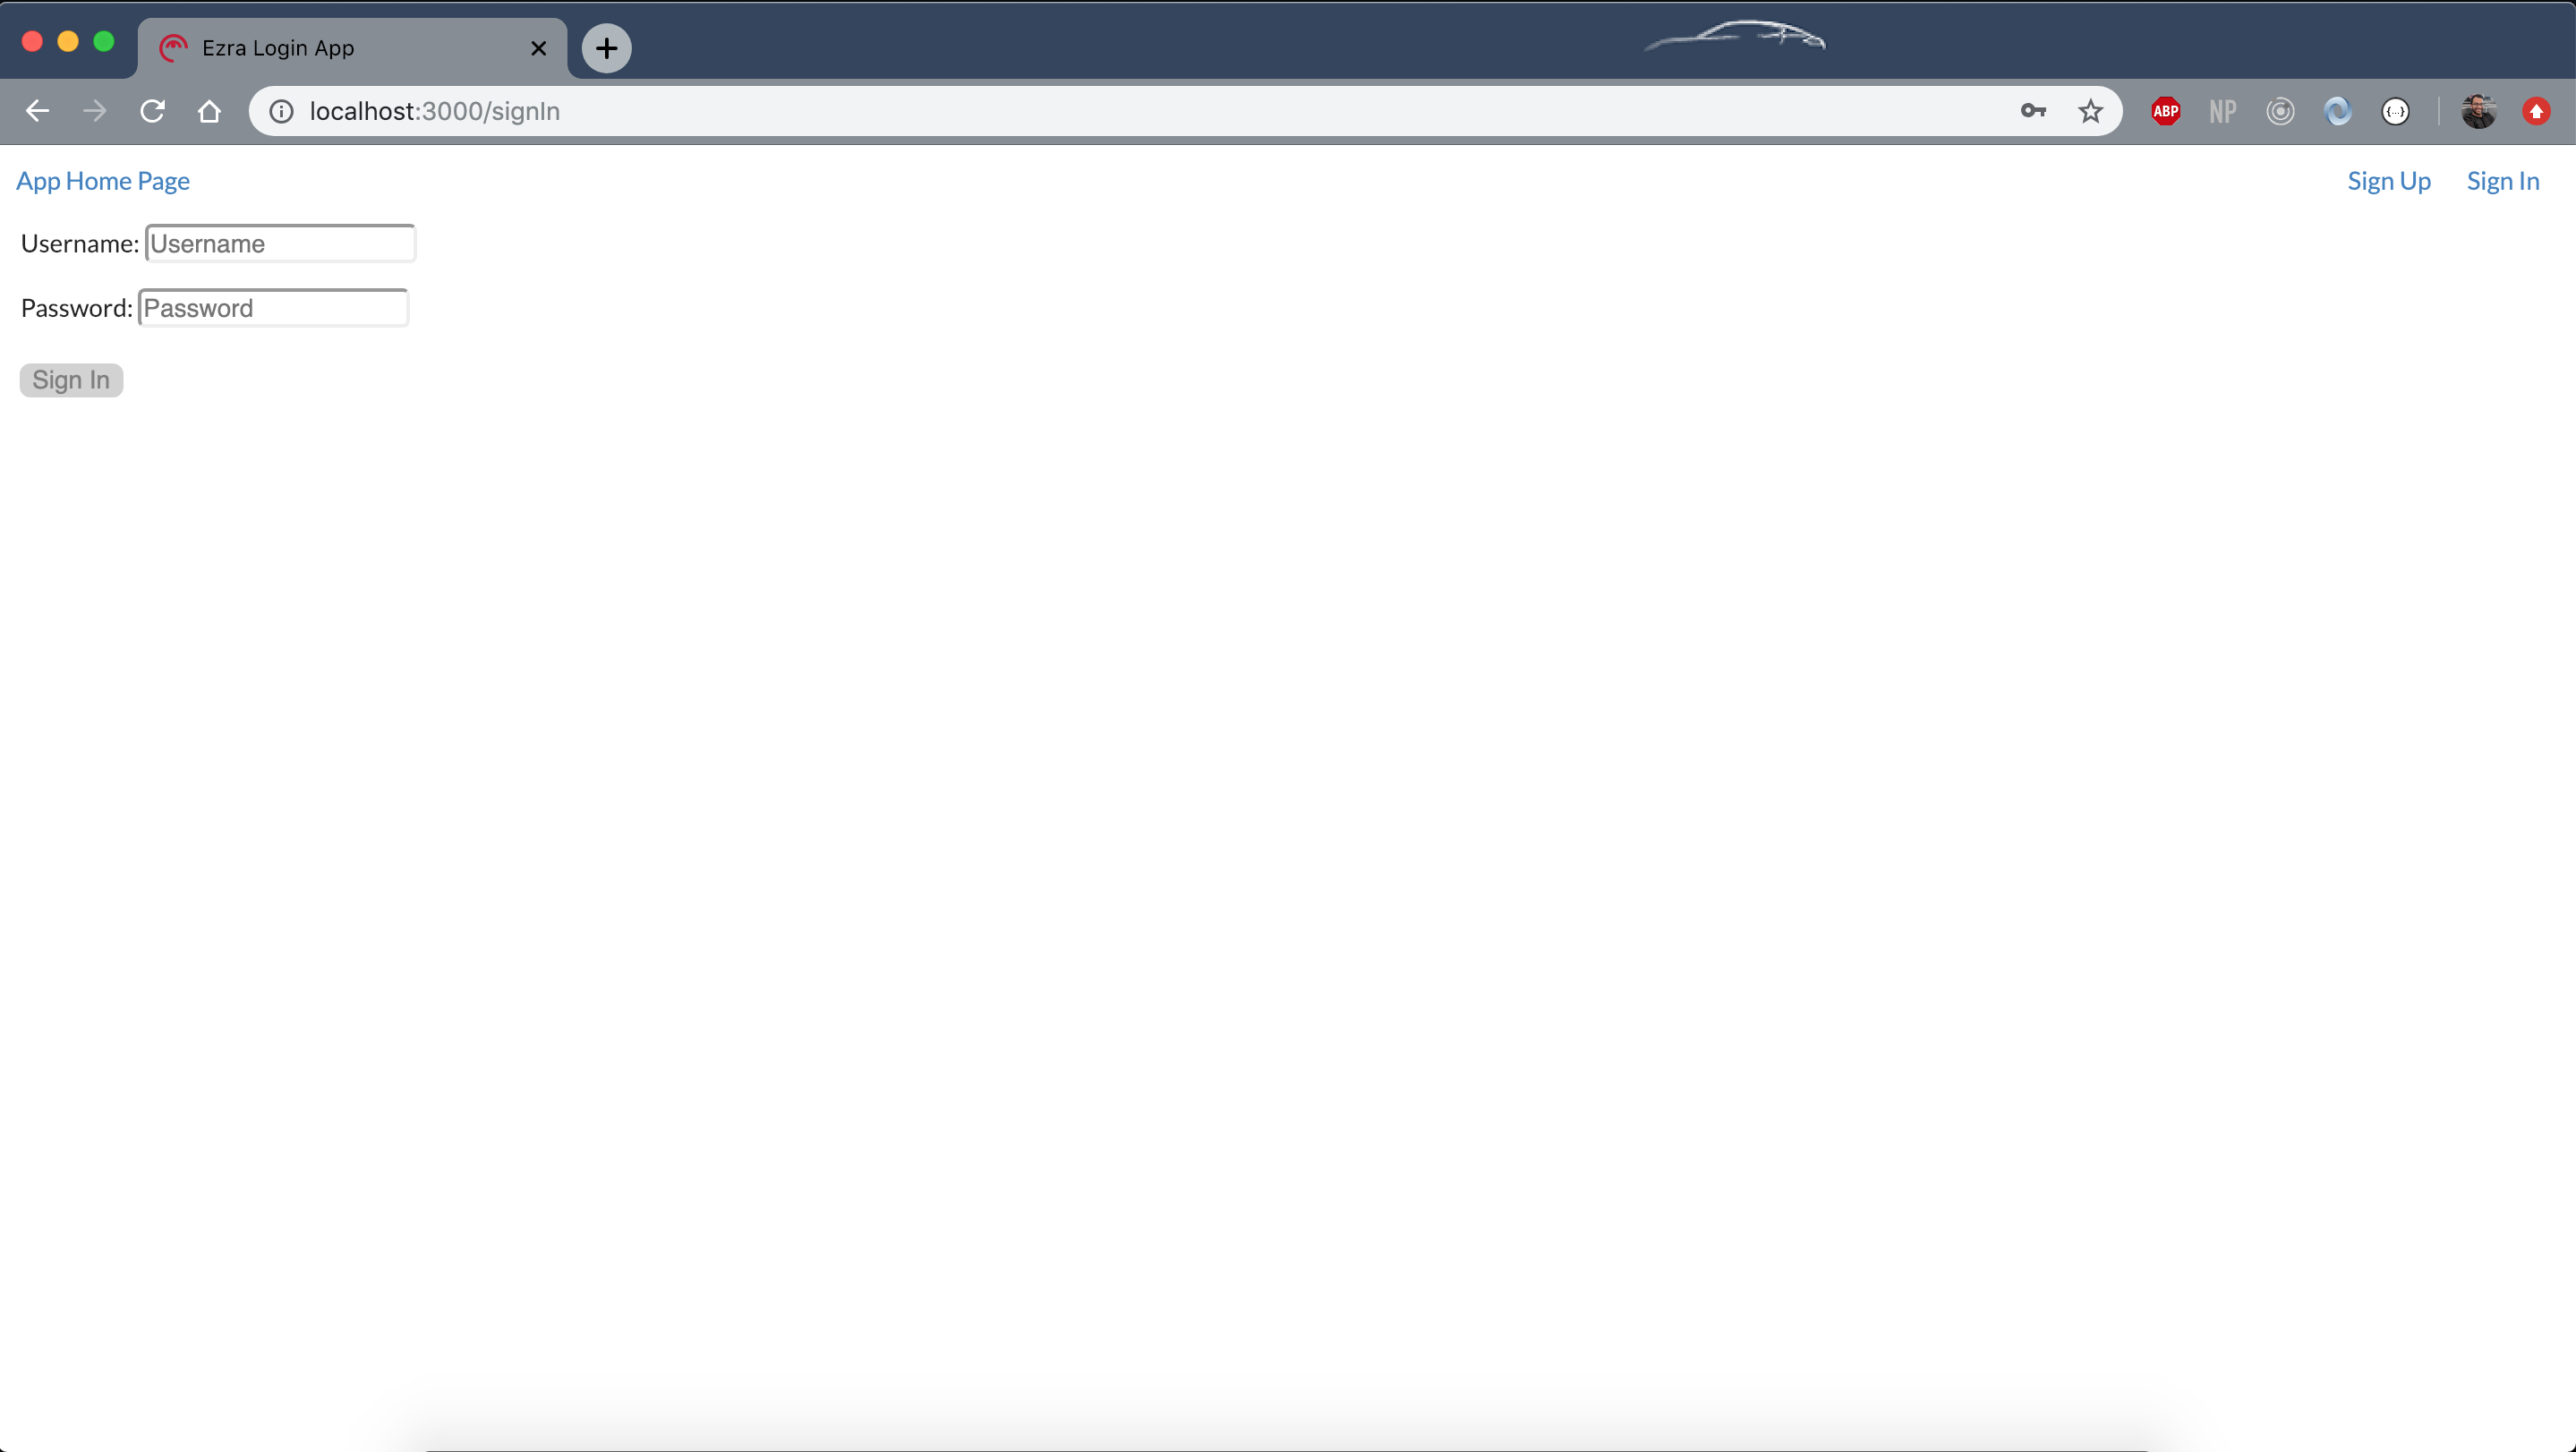 Ezra Login App
localhost:3000/signIn
ABP
NP
{...}
App Home Page
Sign Up
Sign In
Username: Username
Password: Password
Sign In